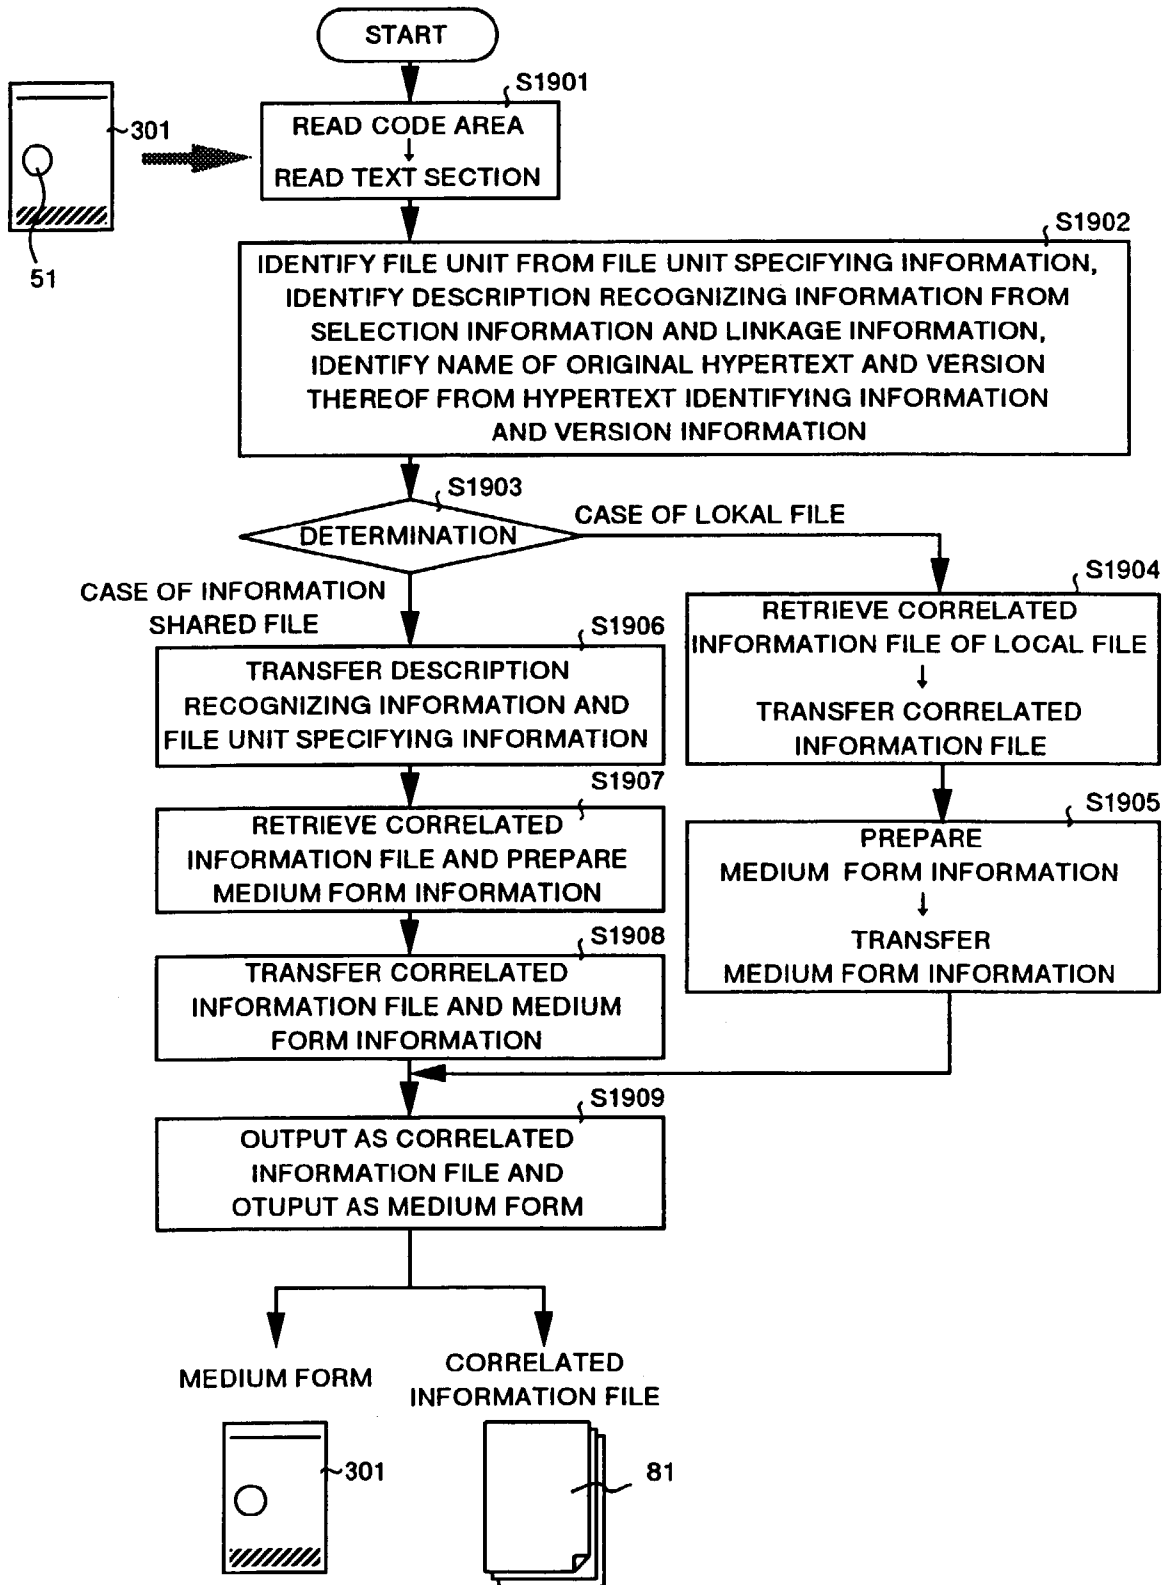 START
S1901
301
READ CODE AREA
READ TEXT SECTION
51
S1902
IDENTIFY FILE UNIT FROM FILE UNIT SPECIFYING INFORMATION,
IDENTIFY DESCRIPTION RECOGNIZING INFORMATION FROM
SELECTION INFORMATION AND LINKAGE INFORMATION,
IDENTIFY NAME OF ORIGINAL HYPERTEXT AND VERSION
THEREOF FROM HYPERTEXT IDENTIFYING INFORMATION
AND VERSION INFORMATION
S1903
DETERMINATION
CASE OF LOKAL FILE
CASE OF INFORMATION
SHARED FILE
S1904
RETRIEVE CORRELATED
INFORMATION FILE OF LOCAL FILE
TRANSFER CORRELATED
INFORMATION FILE
S1906
TRANSFER DESCRIPTION
RECOGNIZING INFORMATION AND
FILE UNIT SPECIFYING INFORMATION
S1907
RETRIEVE CORRELATED
INFORMATION FILE AND PREPARE
MEDIUM FORM INFORMATION
S1905
PREPARE
MEDIUM FORM INFORMATION
TRANSFER
MEDIUM FORM INFORMATION
S1908
TRANSFER CORRELATED
INFORMATION FILE AND MEDIUM
FORM INFORMATION
S1909
OUTPUT AS CORRELATED
INFORMATION FILE AND
OTUPUT AS MEDIUM FORM
MEDIUM FORM
CORRELATED
INFORMATION FILE
301
81